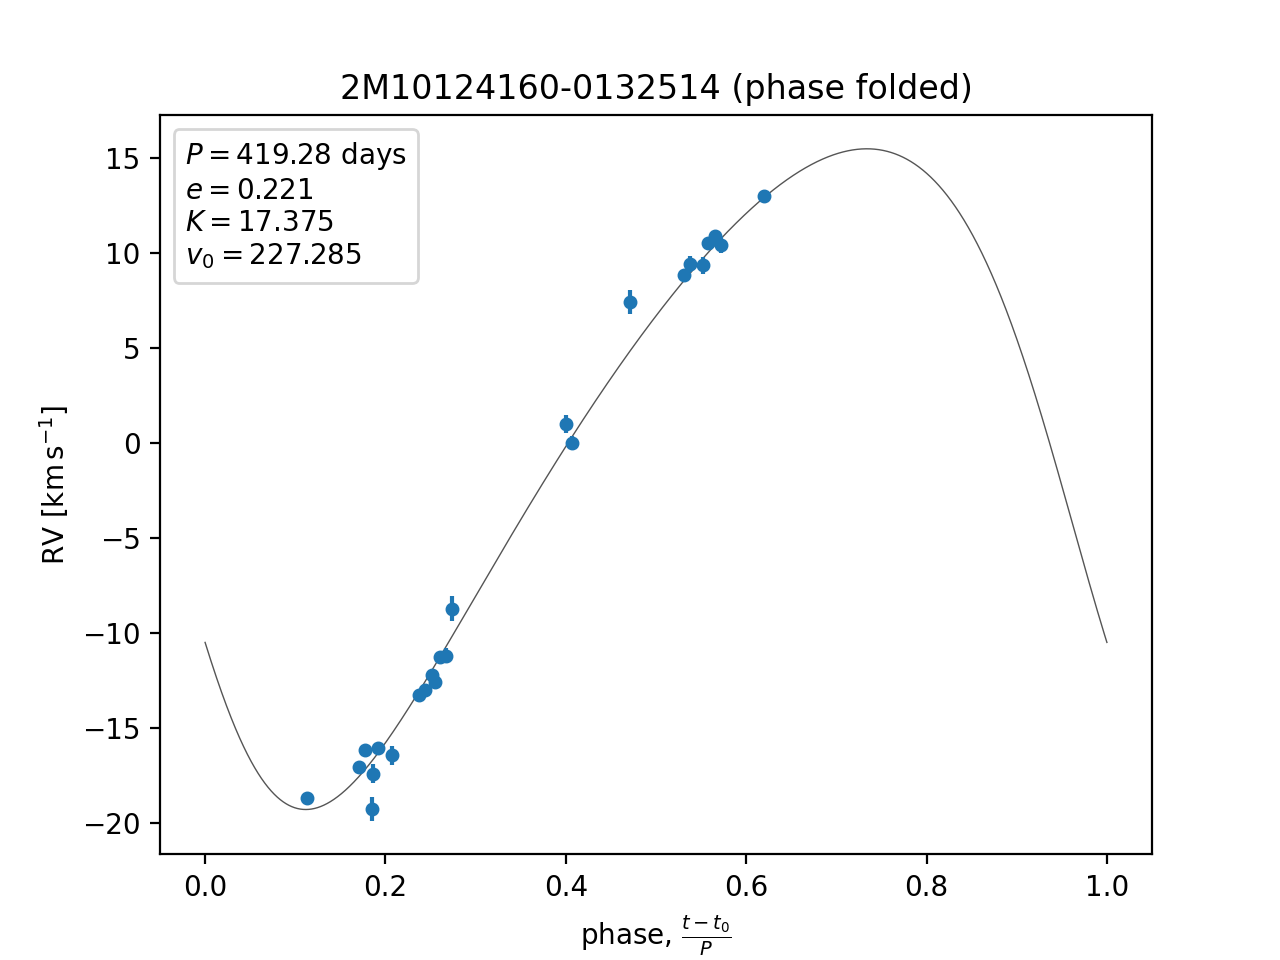 2M10124160-0132514 (phase folded)
P = 419.28 days
e = 0.221
K = 17.375
v₀ = 227.285
15
10
5
0
−5
−10
−15
−20
RV [km s⁻¹]
0.0 0.2 0.4 0.6 0.8 1.0
phase, (t − t₀)/P